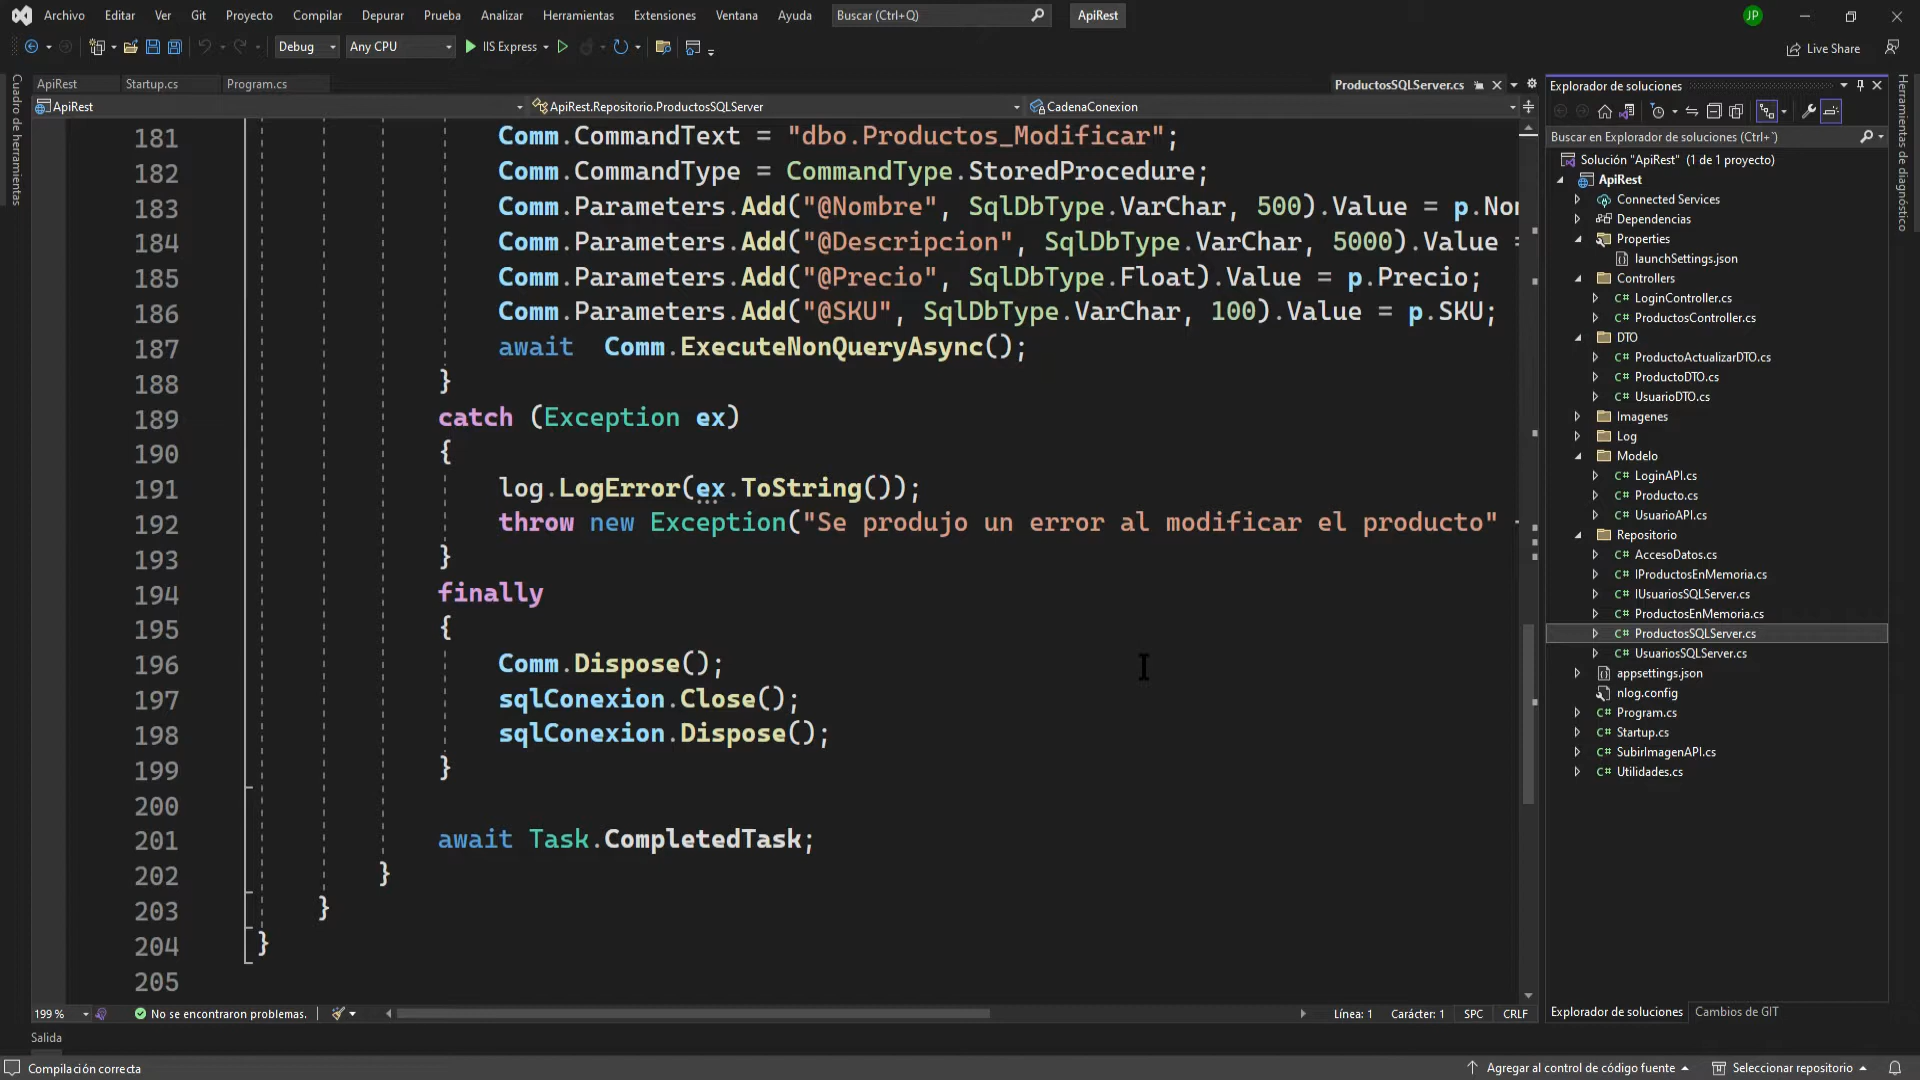 Archivo Editar Ver Git Proyecto Compilar Depurar Prueba Analizar Herramientas Extensiones Ventana Ayuda Buscar (Ctrl+Q) ApiRest JP
Debug Any CPU IIS Express Live Share
Cuadro de herramientas
ApiRest Startup.cs Program.cs ProductosSQLServer.cs
ApiRest ApiRest.Repositorio.ProductosSQLServer CadenaConexion
181 Comm.CommandText = "dbo.Productos_Modificar";
182 Comm.CommandType = CommandType.StoredProcedure;
183 Comm.Parameters.Add("@Nombre", SqlDbType.VarChar, 500).Value = p.Nom
184 Comm.Parameters.Add("@Descripcion", SqlDbType.VarChar, 5000).Value =
185 Comm.Parameters.Add("@Precio", SqlDbType.Float).Value = p.Precio;
186 Comm.Parameters.Add("@SKU", SqlDbType.VarChar, 100).Value = p.SKU;
187 await  Comm.ExecuteNonQueryAsync();
188 }
189 catch (Exception ex)
190 {
191 log.LogError(ex.ToString());
192 throw new Exception("Se produjo un error al modificar el producto"
193 }
194 finally
195 {
196 Comm.Dispose();
197 sqlConexion.Close();
198 sqlConexion.Dispose();
199 }
200
201 await Task.CompletedTask;
202 }
203 }
204 }
205
199 % No se encontraron problemas. Línea: 1 Carácter: 1 SPC CRLF
Salida
Explorador de soluciones
Buscar en Explorador de soluciones (Ctrl+`)
Solución "ApiRest" (1 de 1 proyecto)
ApiRest
Connected Services
Dependencias
Properties
launchSettings.json
Controllers
C# LoginController.cs
C# ProductosController.cs
DTO
C# ProductoActualizarDTO.cs
C# ProductoDTO.cs
C# UsuarioDTO.cs
Imagenes
Log
Modelo
C# LoginAPI.cs
C# Producto.cs
C# UsuarioAPI.cs
Repositorio
C# AccesoDatos.cs
C# IProductosEnMemoria.cs
C# IUsuariosSQLServer.cs
C# ProductosEnMemoria.cs
C# ProductosSQLServer.cs
C# UsuariosSQLServer.cs
appsettings.json
nlog.config
C# Program.cs
C# Startup.cs
C# SubirImagenAPI.cs
C# Utilidades.cs
Explorador de soluciones Cambios de GIT
Herramientas de diagnóstico
Compilación correcta Agregar al control de código fuente Seleccionar repositorio